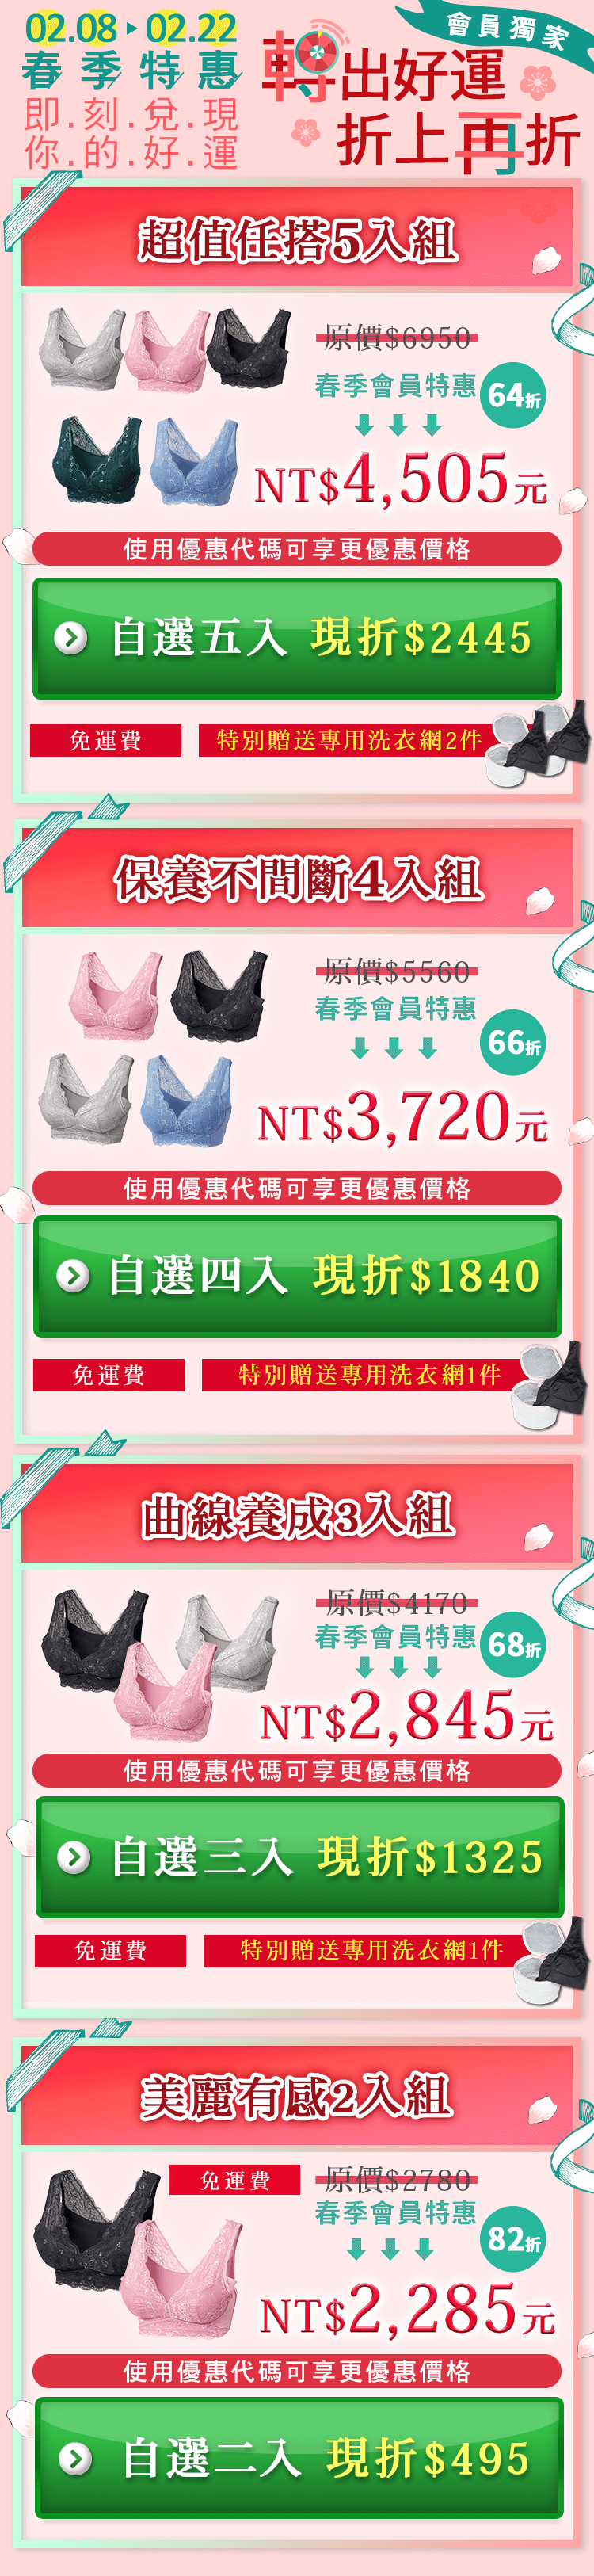 02.08▶02.22
春季特惠
即.刻.兌.現
你.的.好.運
會員獨家
轉出好運
折上再折
超值任搭5入組
原價$6950
春季會員特惠
64折
NT$4,505元
使用優惠代碼可享更優惠價格
自選五入 現折$2445
免運費
特別贈送專用洗衣網2件
保養不間斷4入組
原價$5560
春季會員特惠
66折
NT$3,720元
使用優惠代碼可享更優惠價格
自選四入 現折$1840
免運費
特別贈送專用洗衣網1件
曲線養成3入組
原價$4170
春季會員特惠
68折
NT$2,845元
使用優惠代碼可享更優惠價格
自選三入 現折$1325
免運費
特別贈送專用洗衣網1件
美麗有感2入組
免運費
原價$2780
春季會員特惠
82折
NT$2,285元
使用優惠代碼可享更優惠價格
自選二入 現折$495